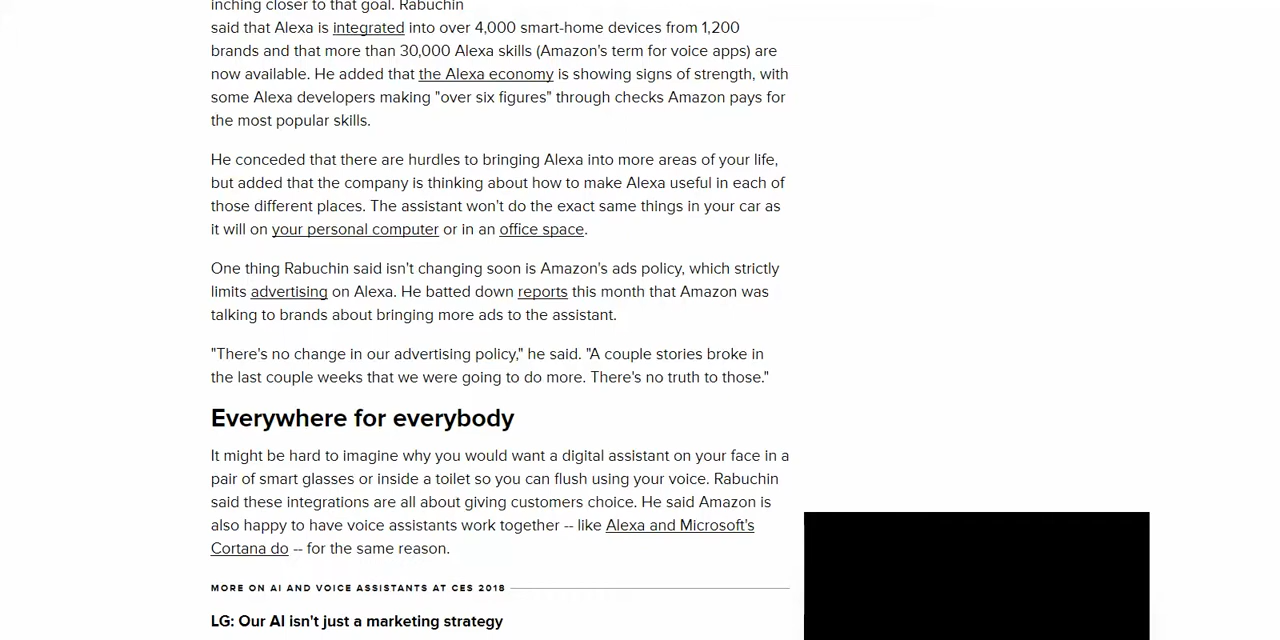 inching closer to that goal. Rabuchin
said that Alexa is integrated into over 4,000 smart-home devices from 1,200
brands and that more than 30,000 Alexa skills (Amazon's term for voice apps) are
now available. He added that the Alexa economy is showing signs of strength, with
some Alexa developers making "over six figures" through checks Amazon pays for
the most popular skills.
He conceded that there are hurdles to bringing Alexa into more areas of your life,
but added that the company is thinking about how to make Alexa useful in each of
those different places. The assistant won't do the exact same things in your car as
it will on your personal computer or in an office space.
One thing Rabuchin said isn't changing soon is Amazon's ads policy, which strictly
limits advertising on Alexa. He batted down reports this month that Amazon was
talking to brands about bringing more ads to the assistant.
"There's no change in our advertising policy," he said. "A couple stories broke in
the last couple weeks that we were going to do more. There's no truth to those."
Everywhere for everybody
It might be hard to imagine why you would want a digital assistant on your face in a
pair of smart glasses or inside a toilet so you can flush using your voice. Rabuchin
said these integrations are all about giving customers choice. He said Amazon is
also happy to have voice assistants work together -- like Alexa and Microsoft's
Cortana do -- for the same reason.
MORE ON AI AND VOICE ASSISTANTS AT CES 2018
LG: Our AI isn't just a marketing strategy